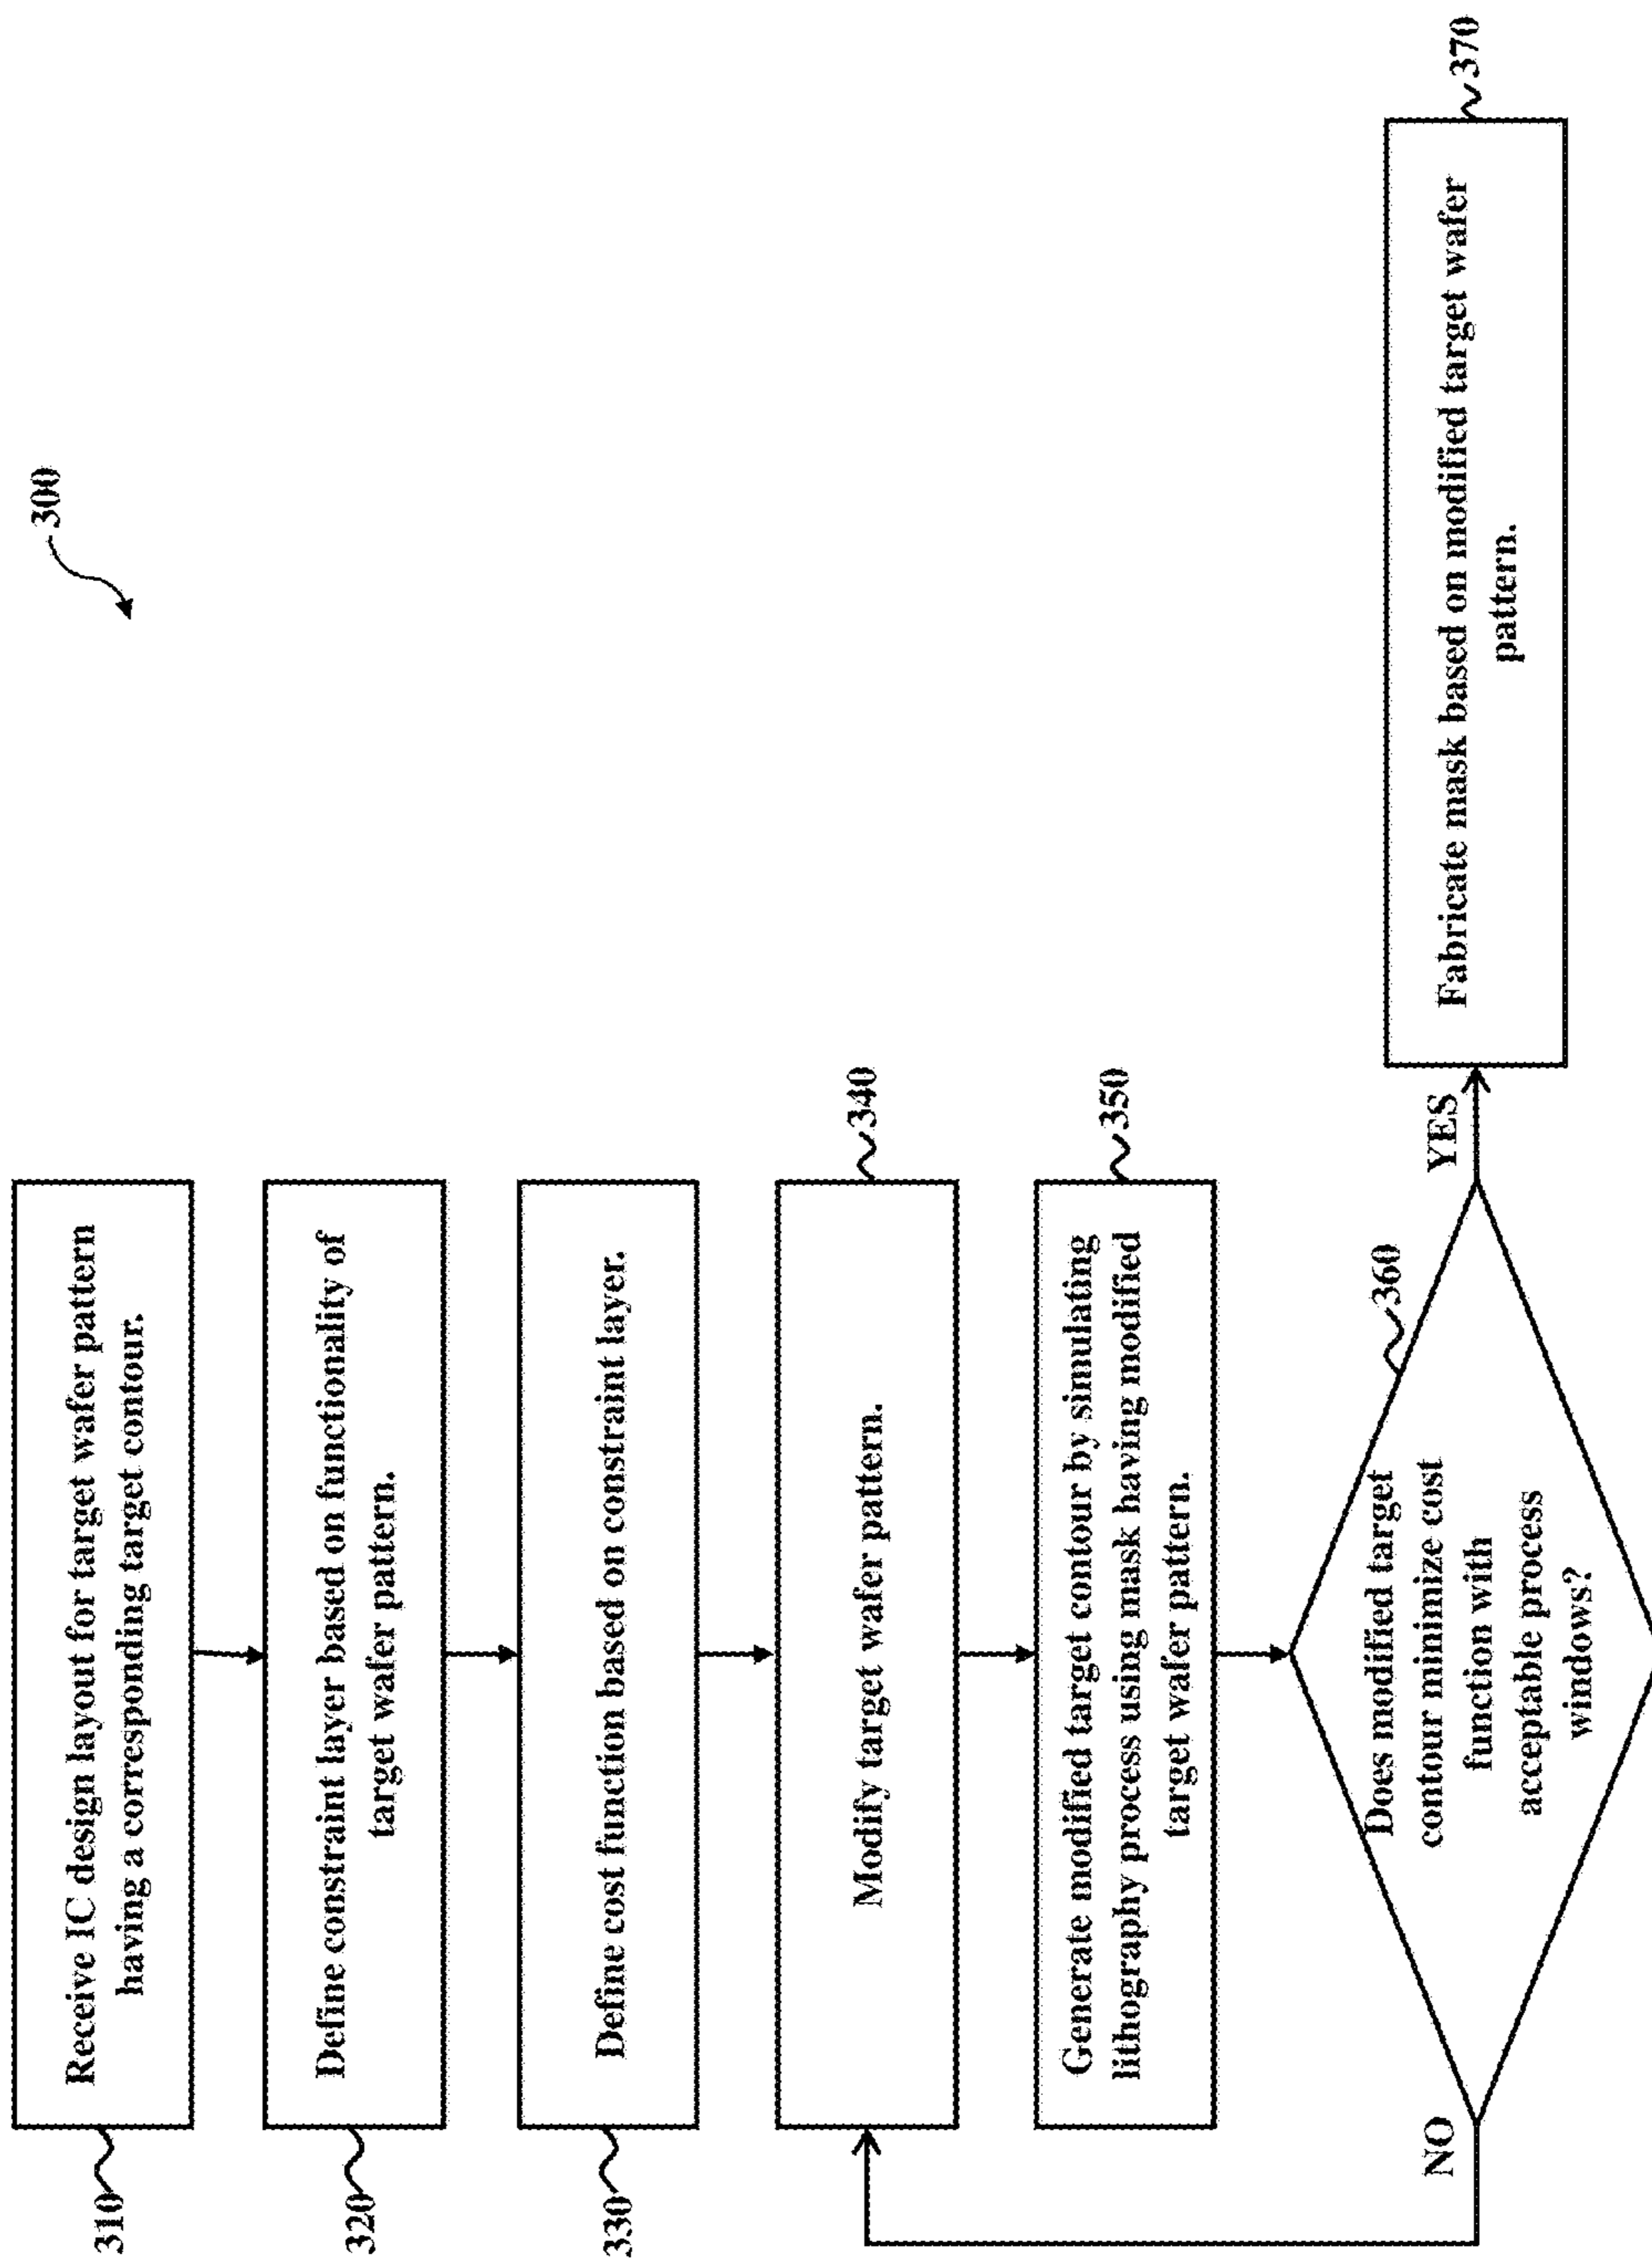 300
310
Receive IC design layout for target wafer pattern
having a corresponding target contour.
320
Define constraint layer based on functionality of
target wafer pattern.
330
Define cost function based on constraint layer.
340
Modify target wafer pattern.
350
Generate modified target contour by simulating
lithography process using mask having modified
target wafer pattern.
360
Does modified target
contour minimize cost
function with
acceptable process
windows?
NO
YES
370
Fabricate mask based on modified target wafer
pattern.